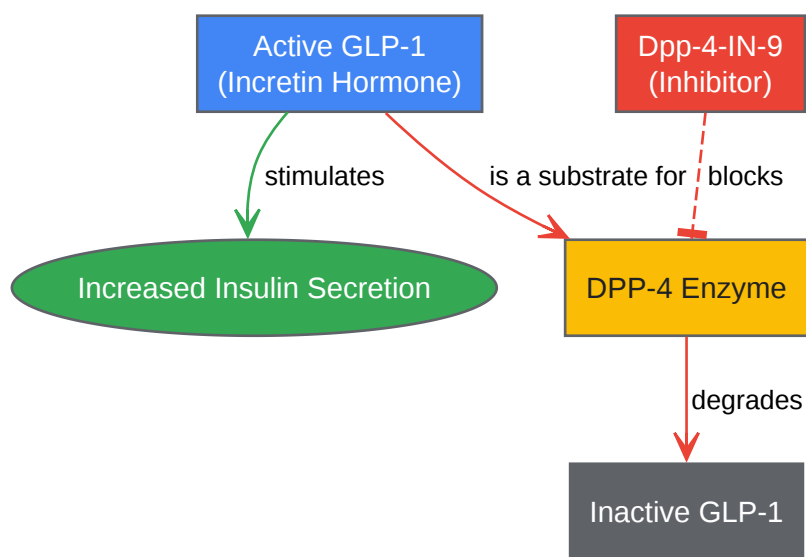 Active GLP-1
(Incretin Hormone)
Dpp-4-IN-9
(Inhibitor)
stimulates
is a substrate for
blocks
Increased Insulin Secretion
DPP-4 Enzyme
degrades
Inactive GLP-1